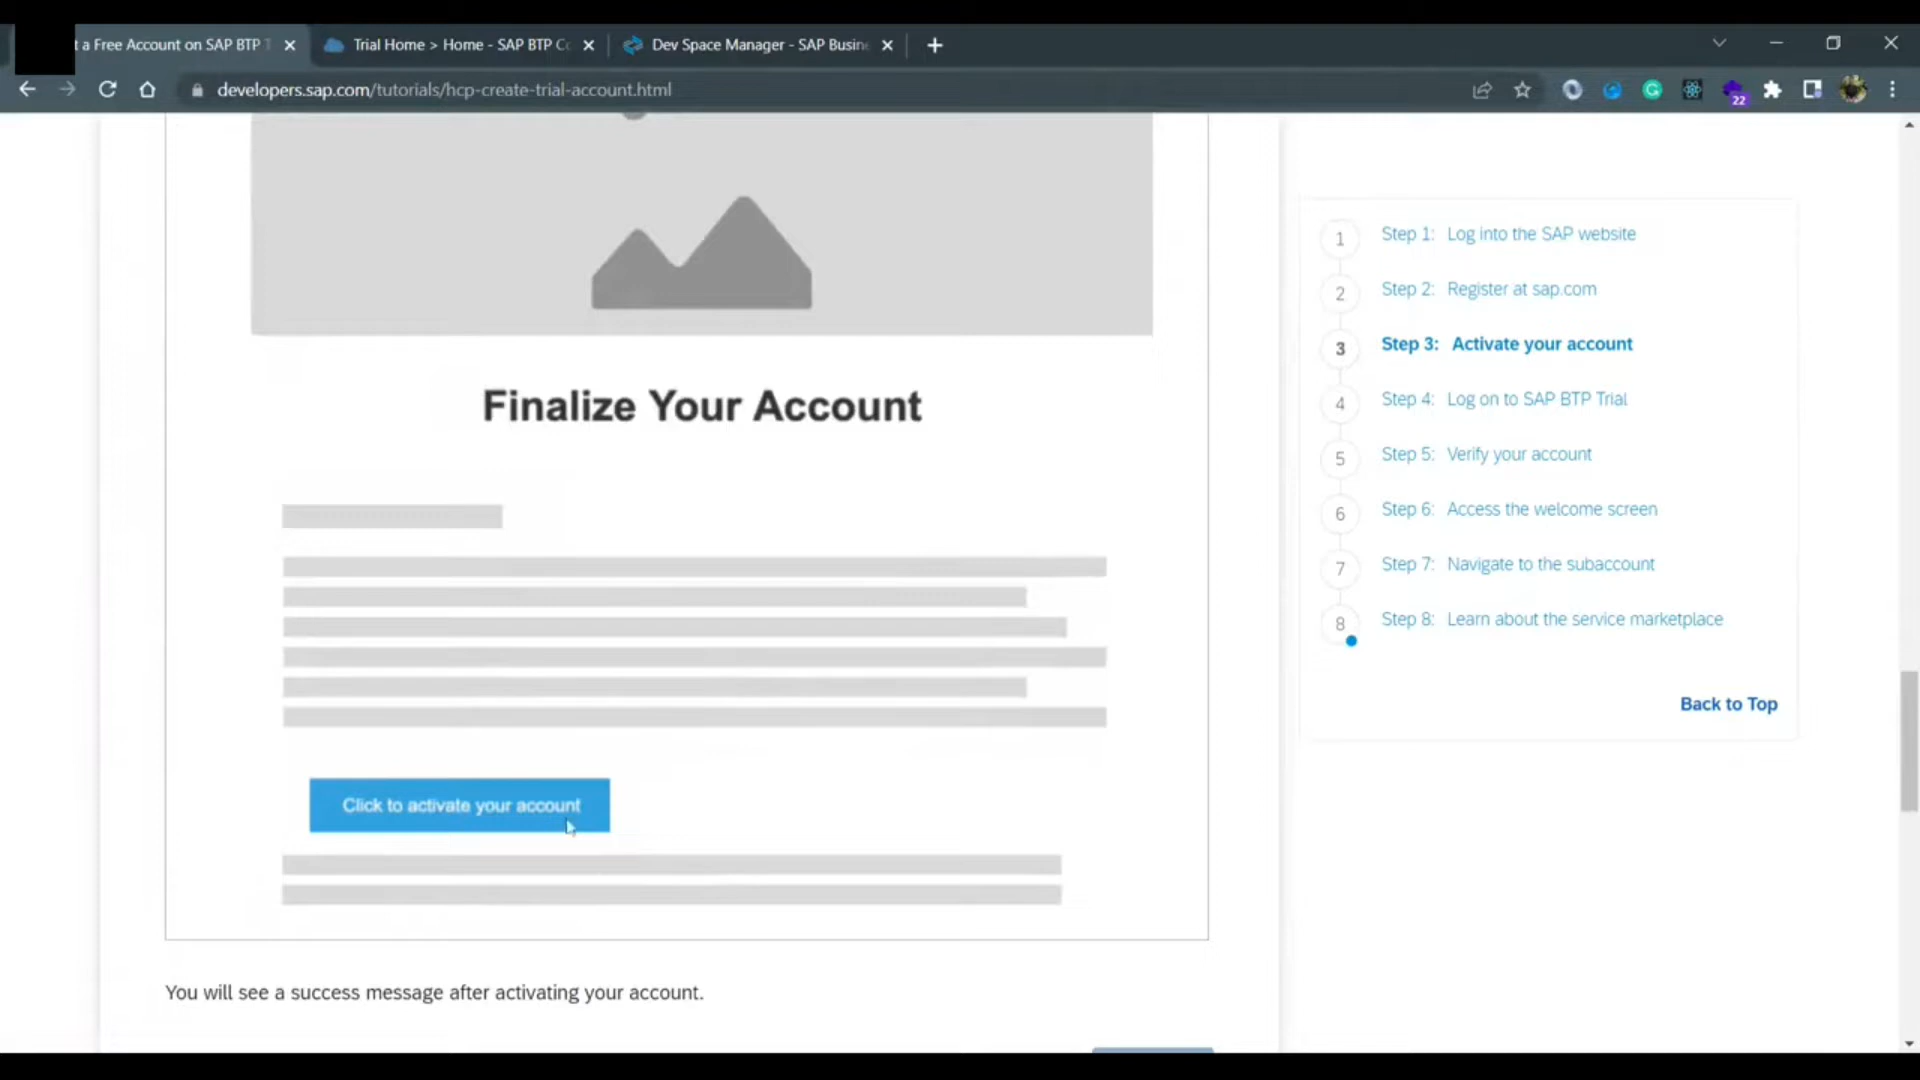 t a Free Account on SAP BTP T
Trial Home > Home - SAP BTP Co
Dev Space Manager - SAP Busine
developers.sap.com/tutorials/hcp-create-trial-account.html
22
Finalize Your Account
Click to activate your account
You will see a success message after activating your account.
1 Step 1: Log into the SAP website
2 Step 2: Register at sap.com
3 Step 3: Activate your account
4 Step 4: Log on to SAP BTP Trial
5 Step 5: Verify your account
6 Step 6: Access the welcome screen
7 Step 7: Navigate to the subaccount
8 Step 8: Learn about the service marketplace
Back to Top